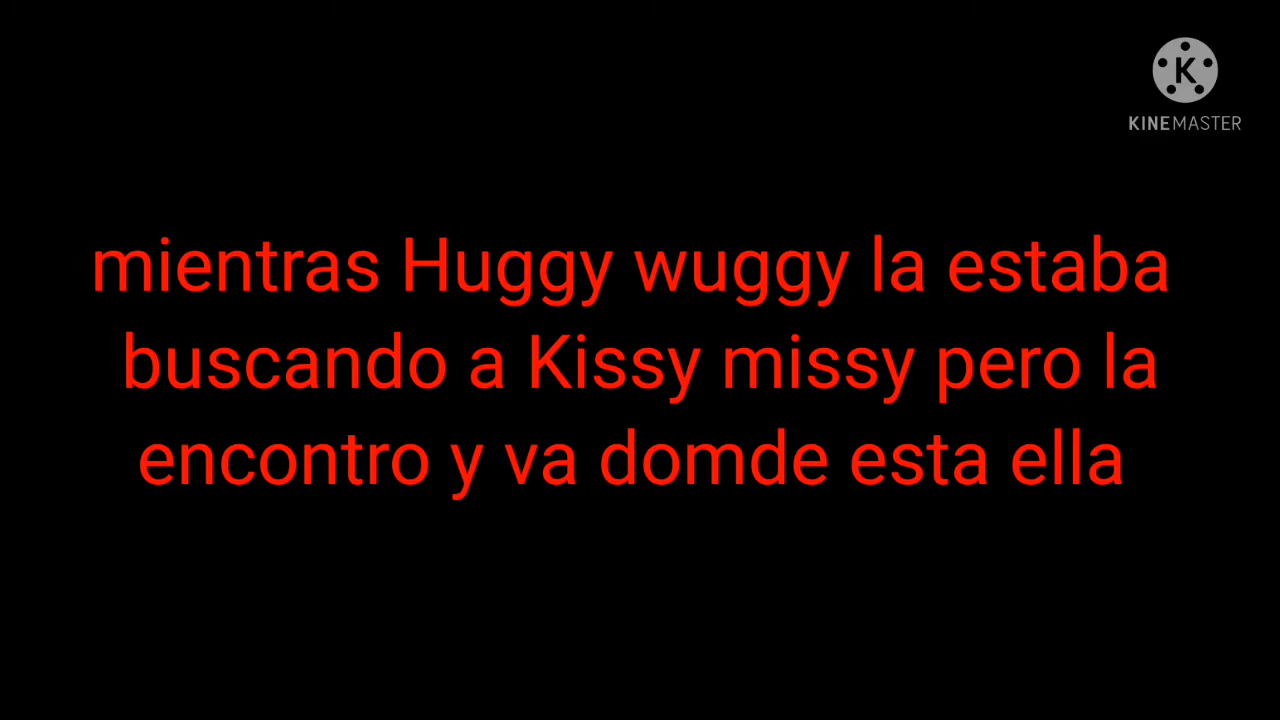 KINEMASTER
mientras Huggy wuggy la estaba
buscando a Kissy missy pero la
encontro y va domde esta ella